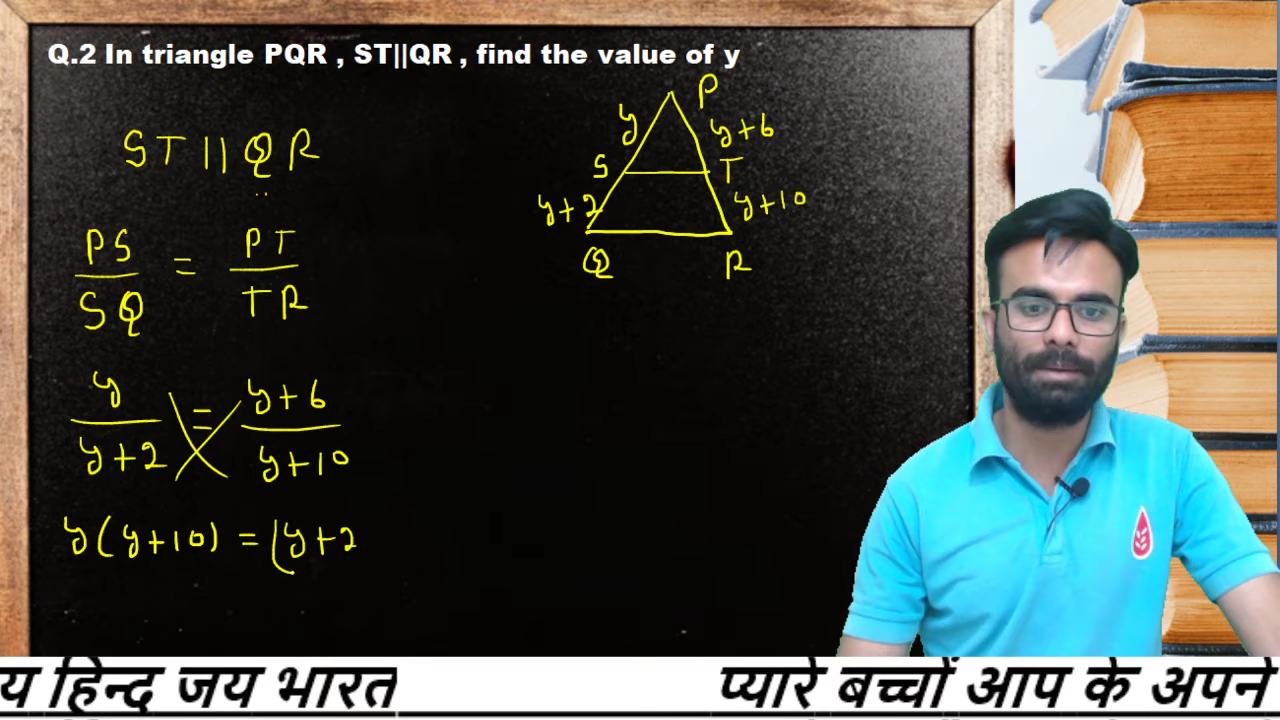 Q.2 In triangle PQR , ST||QR , find the value of y
ST || QR
PS/SQ = PT/TR
y/y+2 = y+6/y+10
y(y+10) = (y+2
P
y
y+6
S
T
y+2
y+10
Q
R
य हिन्द जय भारत प्यारे बच्चों आप के अपने